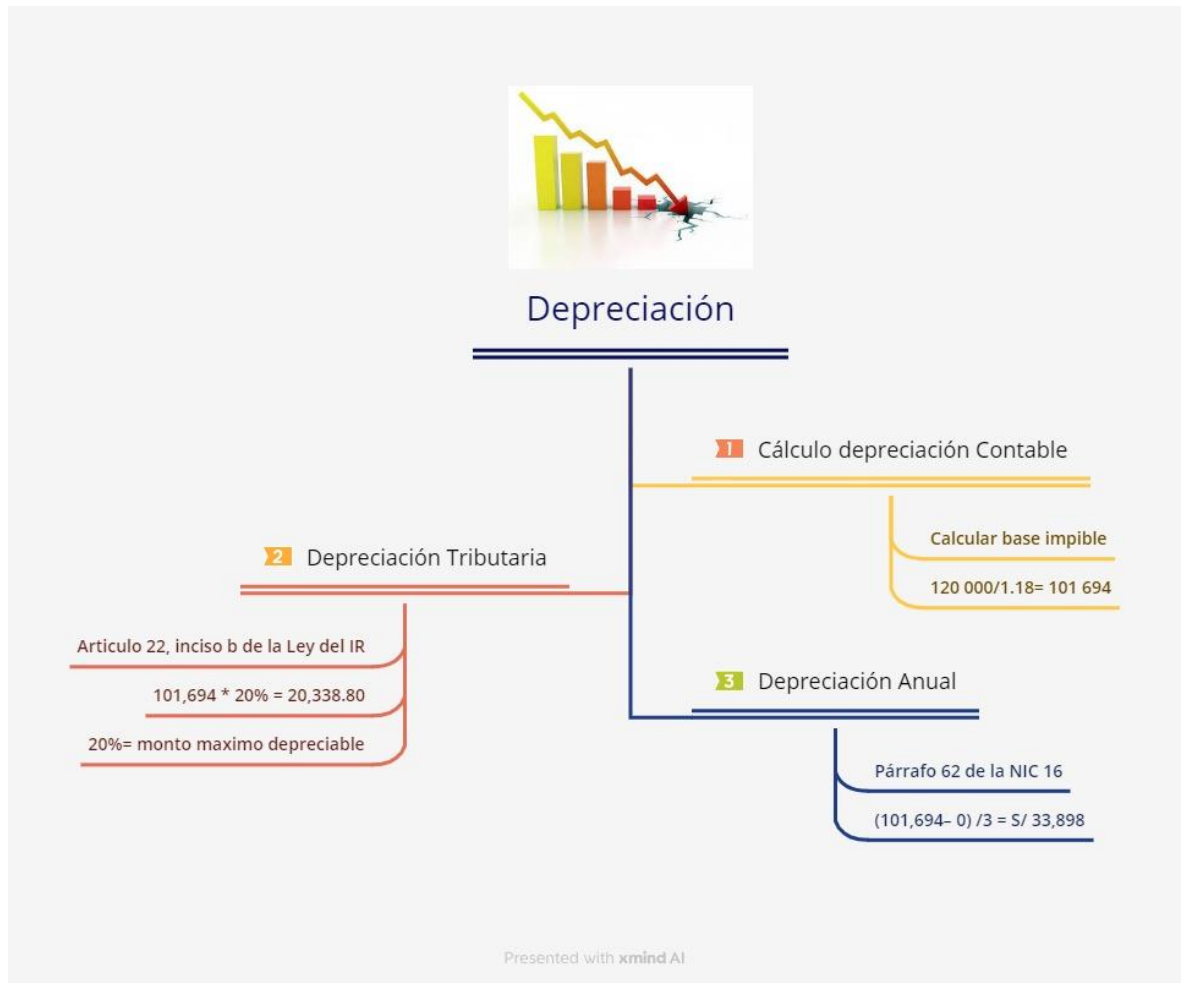 Depreciación
1 Cálculo depreciación Contable
Calcular base impible
120 000/1.18= 101 694
2 Depreciación Tributaria
Articulo 22, inciso b de la Ley del IR
101,694 * 20% = 20,338.80
20%= monto maximo depreciable
3 Depreciación Anual
Párrafo 62 de la NIC 16
(101,694– 0) /3 = S/ 33,898
Presented with xmind AI